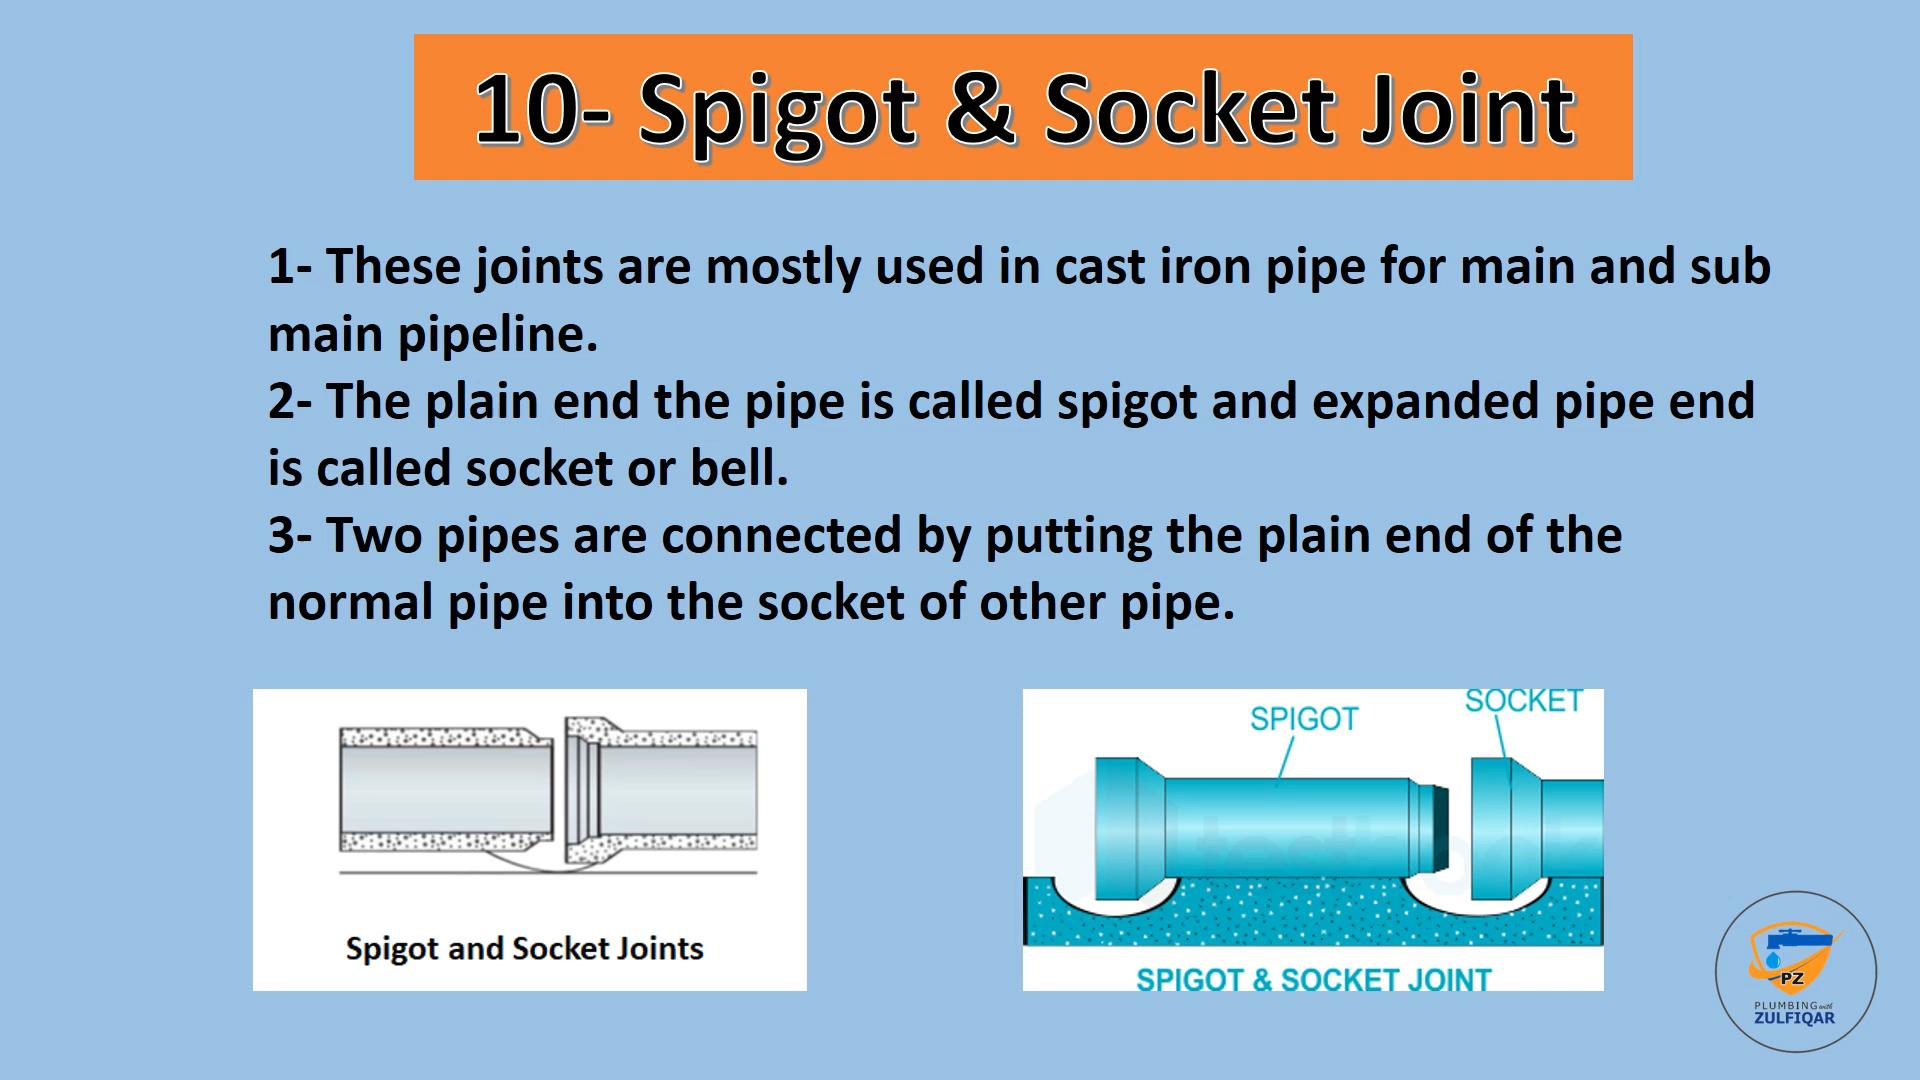 10- Spigot & Socket Joint
1- These joints are mostly used in cast iron pipe for main and sub
main pipeline.
2- The plain end the pipe is called spigot and expanded pipe end
is called socket or bell.
3- Two pipes are connected by putting the plain end of the
normal pipe into the socket of other pipe.
Spigot and Socket Joints
SPIGOT
SOCKET
SPIGOT & SOCKET JOINT
PZ
PLUMBING with
ZULFIQAR